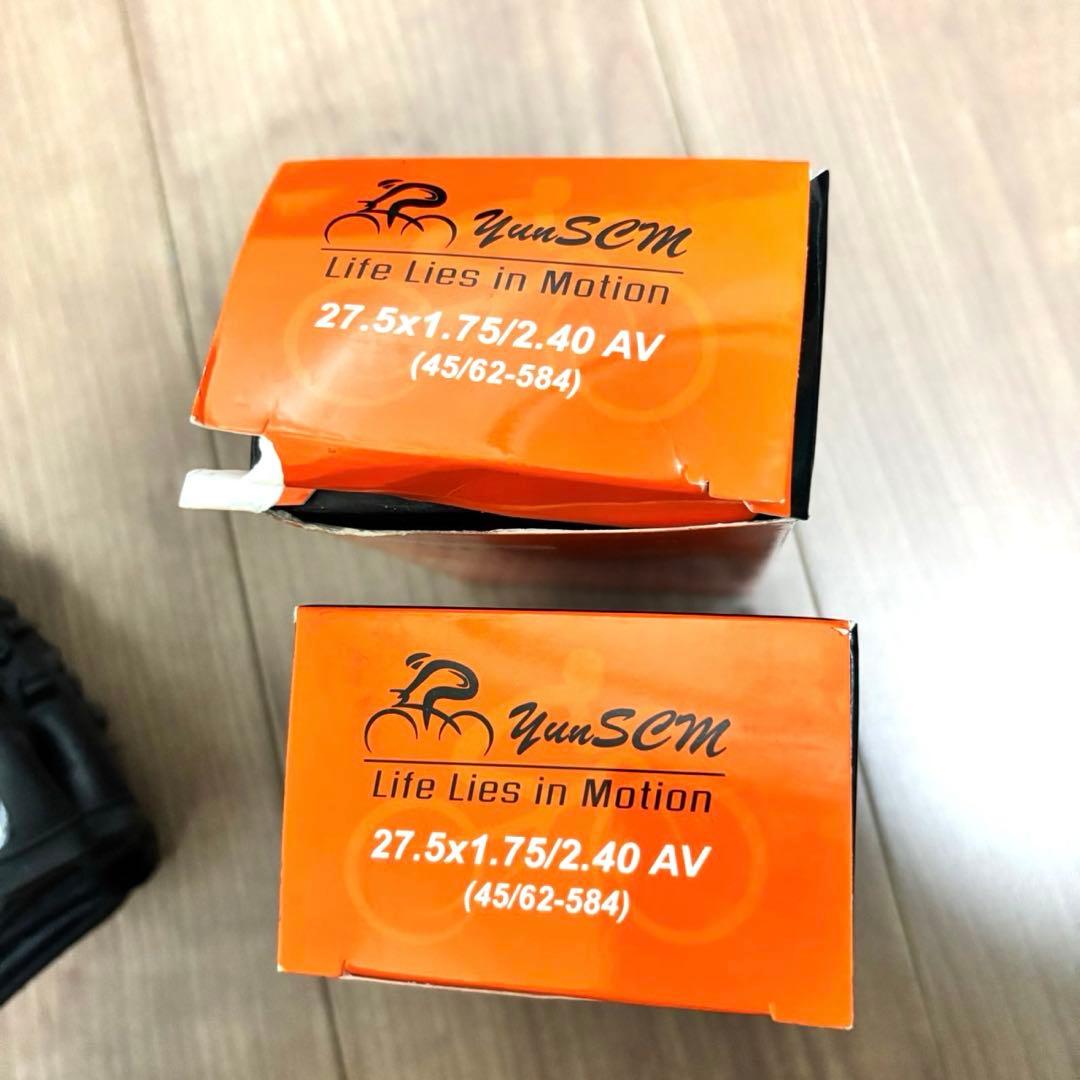 YunSCM
Life Lies in Motion
27.5x1.75/2.40 AV
(45/62-584)
YunSCM
Life Lies in Motion
27.5x1.75/2.40 AV
(45/62-584)